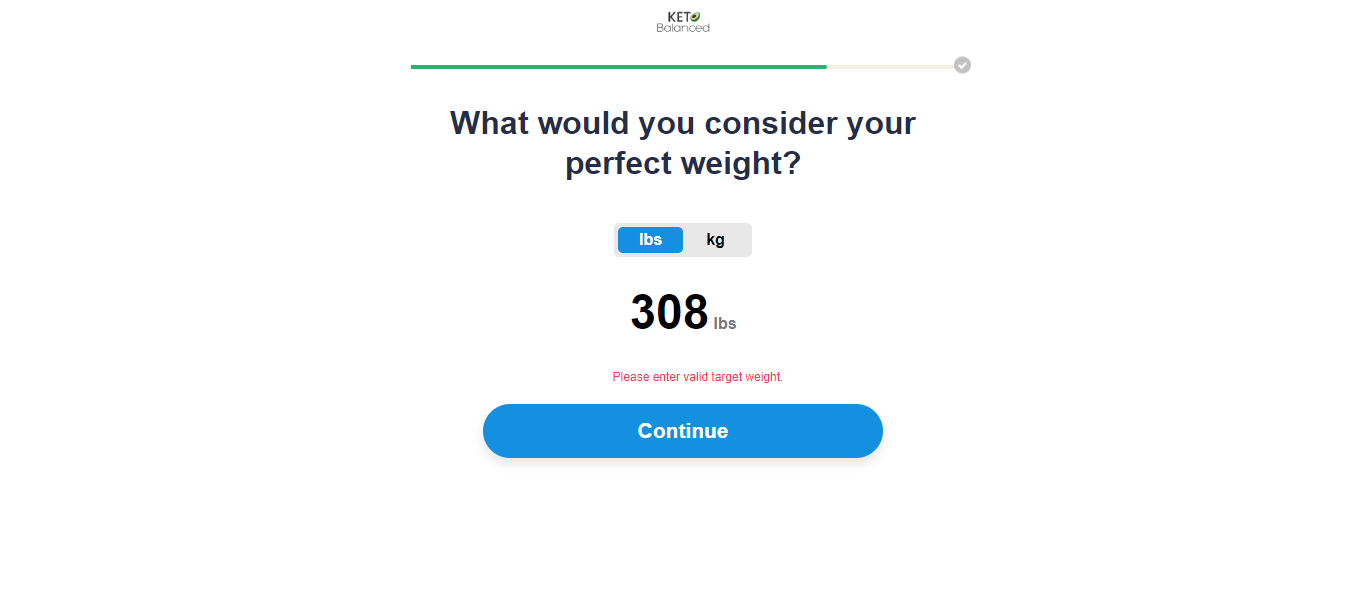 KETO
Balanced
What would you consider your
perfect weight?
lbs kg
308 lbs
Please enter valid target weight.
Continue